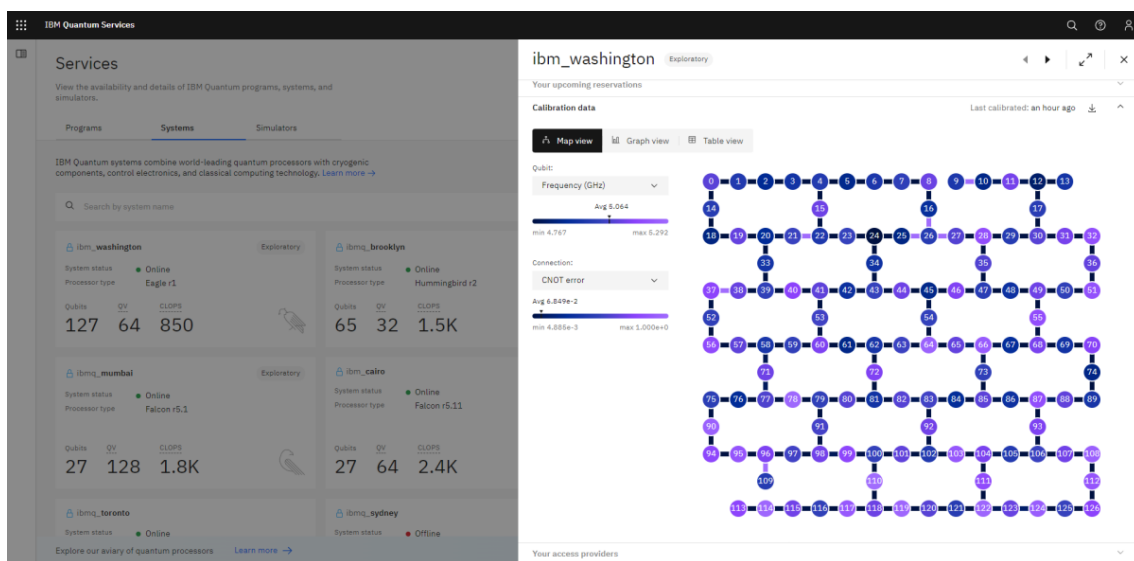 IBM Quantum Services
Services
View the availability and details of IBM Quantum programs, systems, and
simulators.
Programs Systems Simulators
IBM Quantum systems combine world-leading quantum processors with cryogenic
components, control electronics, and classical computing technology. Learn more →
Search by system name
ibm_washington Exploratory
System status Online
Processor type Eagle r1
Qubits QV CLOPS
127 64 850
ibmq_brooklyn
System status Online
Processor type Hummingbird r2
Qubits QV CLOPS
65 32 1.5K
ibmq_mumbai Exploratory
System status Online
Processor type Falcon r5.1
Qubits QV CLOPS
27 128 1.8K
ibm_cairo
System status Online
Processor type Falcon r5.11
Qubits QV CLOPS
27 64 2.4K
ibmq_toronto
System status Online
ibmq_sydney
System status Offline
Explore our aviary of quantum processors Learn more →
ibm_washington Exploratory
Your upcoming reservations
Calibration data Last calibrated: an hour ago
Map view Graph view Table view
Qubit:
Frequency (GHz)
Avg 5.064
min 4.767 max 5.292
Connection:
CNOT error
Avg 6.849e-2
min 4.885e-3 max 1.000e+0
0 1 2 3 4 5 6 7 8 9 10 11 12 13
14 15 16 17
18 19 20 21 22 23 24 25 26 27 28 29 30 31 32
33 34 35 36
37 38 39 40 41 42 43 44 45 46 47 48 49 50 51
52 53 54 55
56 57 58 59 60 61 62 63 64 65 66 67 68 69 70
71 72 73 74
75 76 77 78 79 80 81 82 83 84 85 86 87 88 89
90 91 92 93
94 95 96 97 98 99 100 101 102 103 104 105 106 107 108
109 110 111 112
113 114 115 116 117 118 119 120 121 122 123 124 125 126
Your access providers